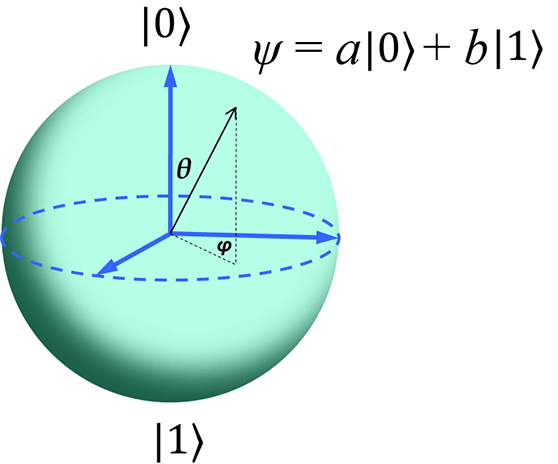 |0⟩
ψ = a|0⟩ + b|1⟩
θ
φ
|1⟩